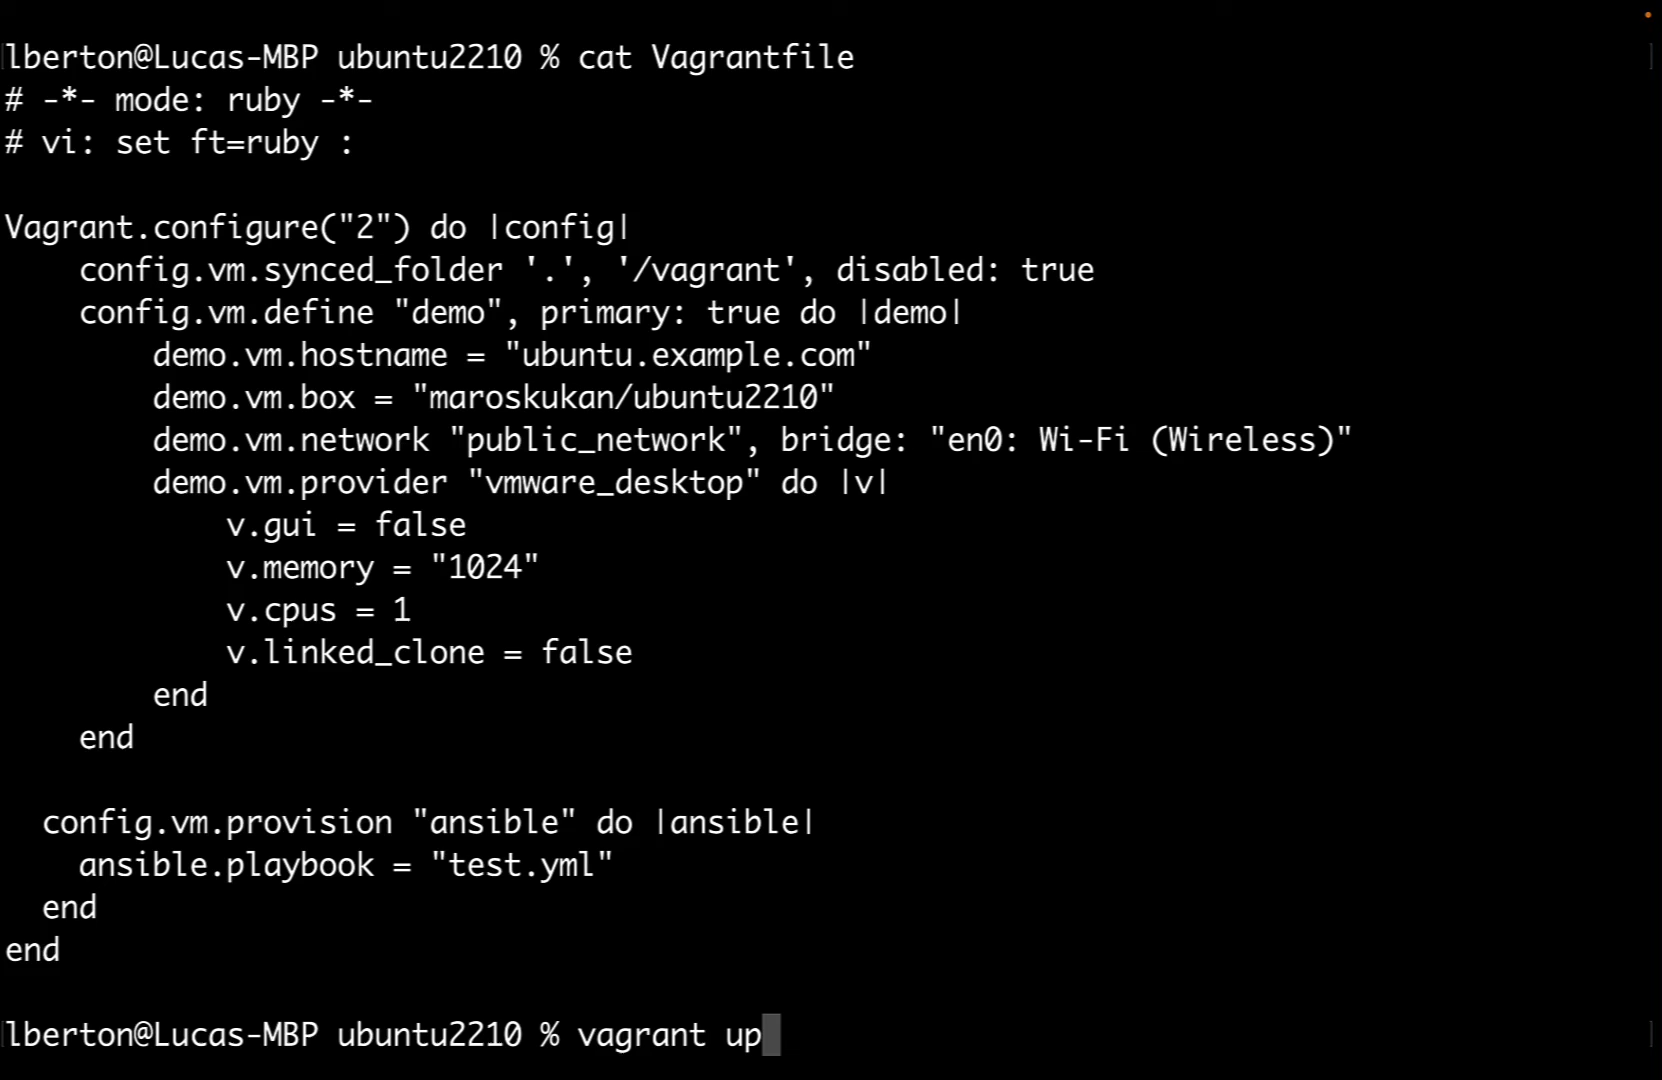 lberton@Lucas-MBP ubuntu2210 % cat Vagrantfile
# -*- mode: ruby -*-
# vi: set ft=ruby :

Vagrant.configure("2") do |config|
    config.vm.synced_folder '.', '/vagrant', disabled: true
    config.vm.define "demo", primary: true do |demo|
        demo.vm.hostname = "ubuntu.example.com"
        demo.vm.box = "maroskukan/ubuntu2210"
        demo.vm.network "public_network", bridge: "en0: Wi-Fi (Wireless)"
        demo.vm.provider "vmware_desktop" do |v|
            v.gui = false
            v.memory = "1024"
            v.cpus = 1
            v.linked_clone = false
        end
    end

  config.vm.provision "ansible" do |ansible|
    ansible.playbook = "test.yml"
  end
end

lberton@Lucas-MBP ubuntu2210 % vagrant up